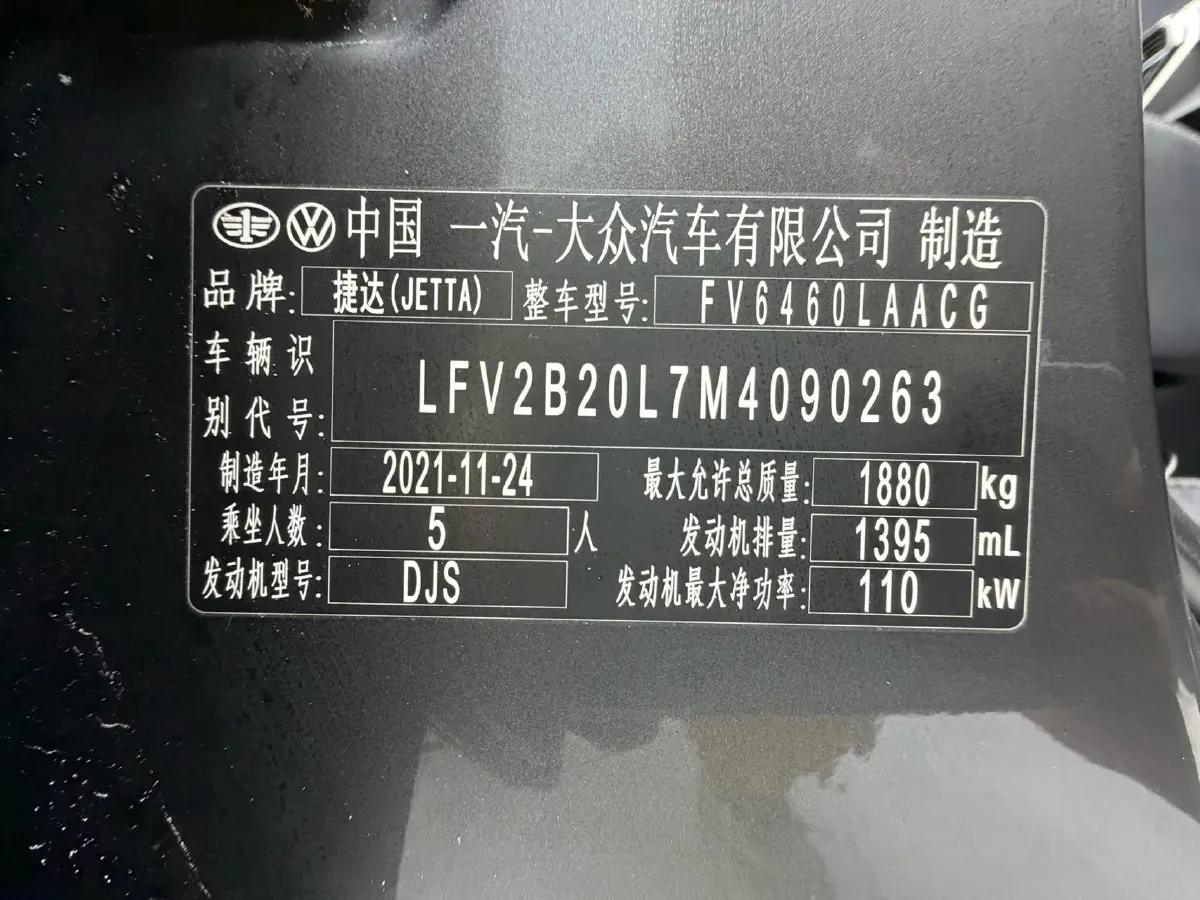 中国 一汽-大众汽车有限公司 制造
品牌: 捷达(JETTA) 整车型号: FV6460LAACG
车辆识别代号: LFV2B20L7M4090263
制造年月: 2021-11-24 最大允许总质量: 1880 kg
乘坐人数: 5 人 发动机排量: 1395 mL
发动机型号: DJS 发动机最大净功率: 110 kW